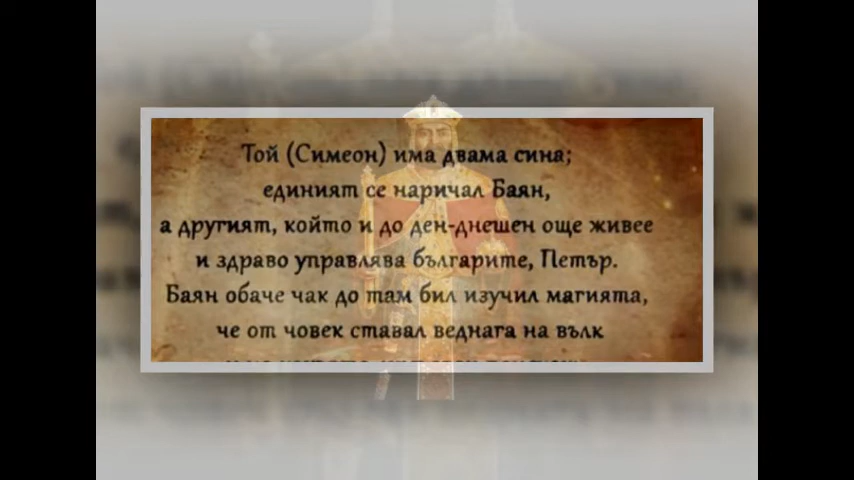 Той (Симеон) има двама сина;
единият се наричал Баян,
а другият, който и до ден-днешен още живее
и здраво управлява българите, Петър.
Баян обаче чак до там бил изучил магията,
че от човек ставал веднага на вълк